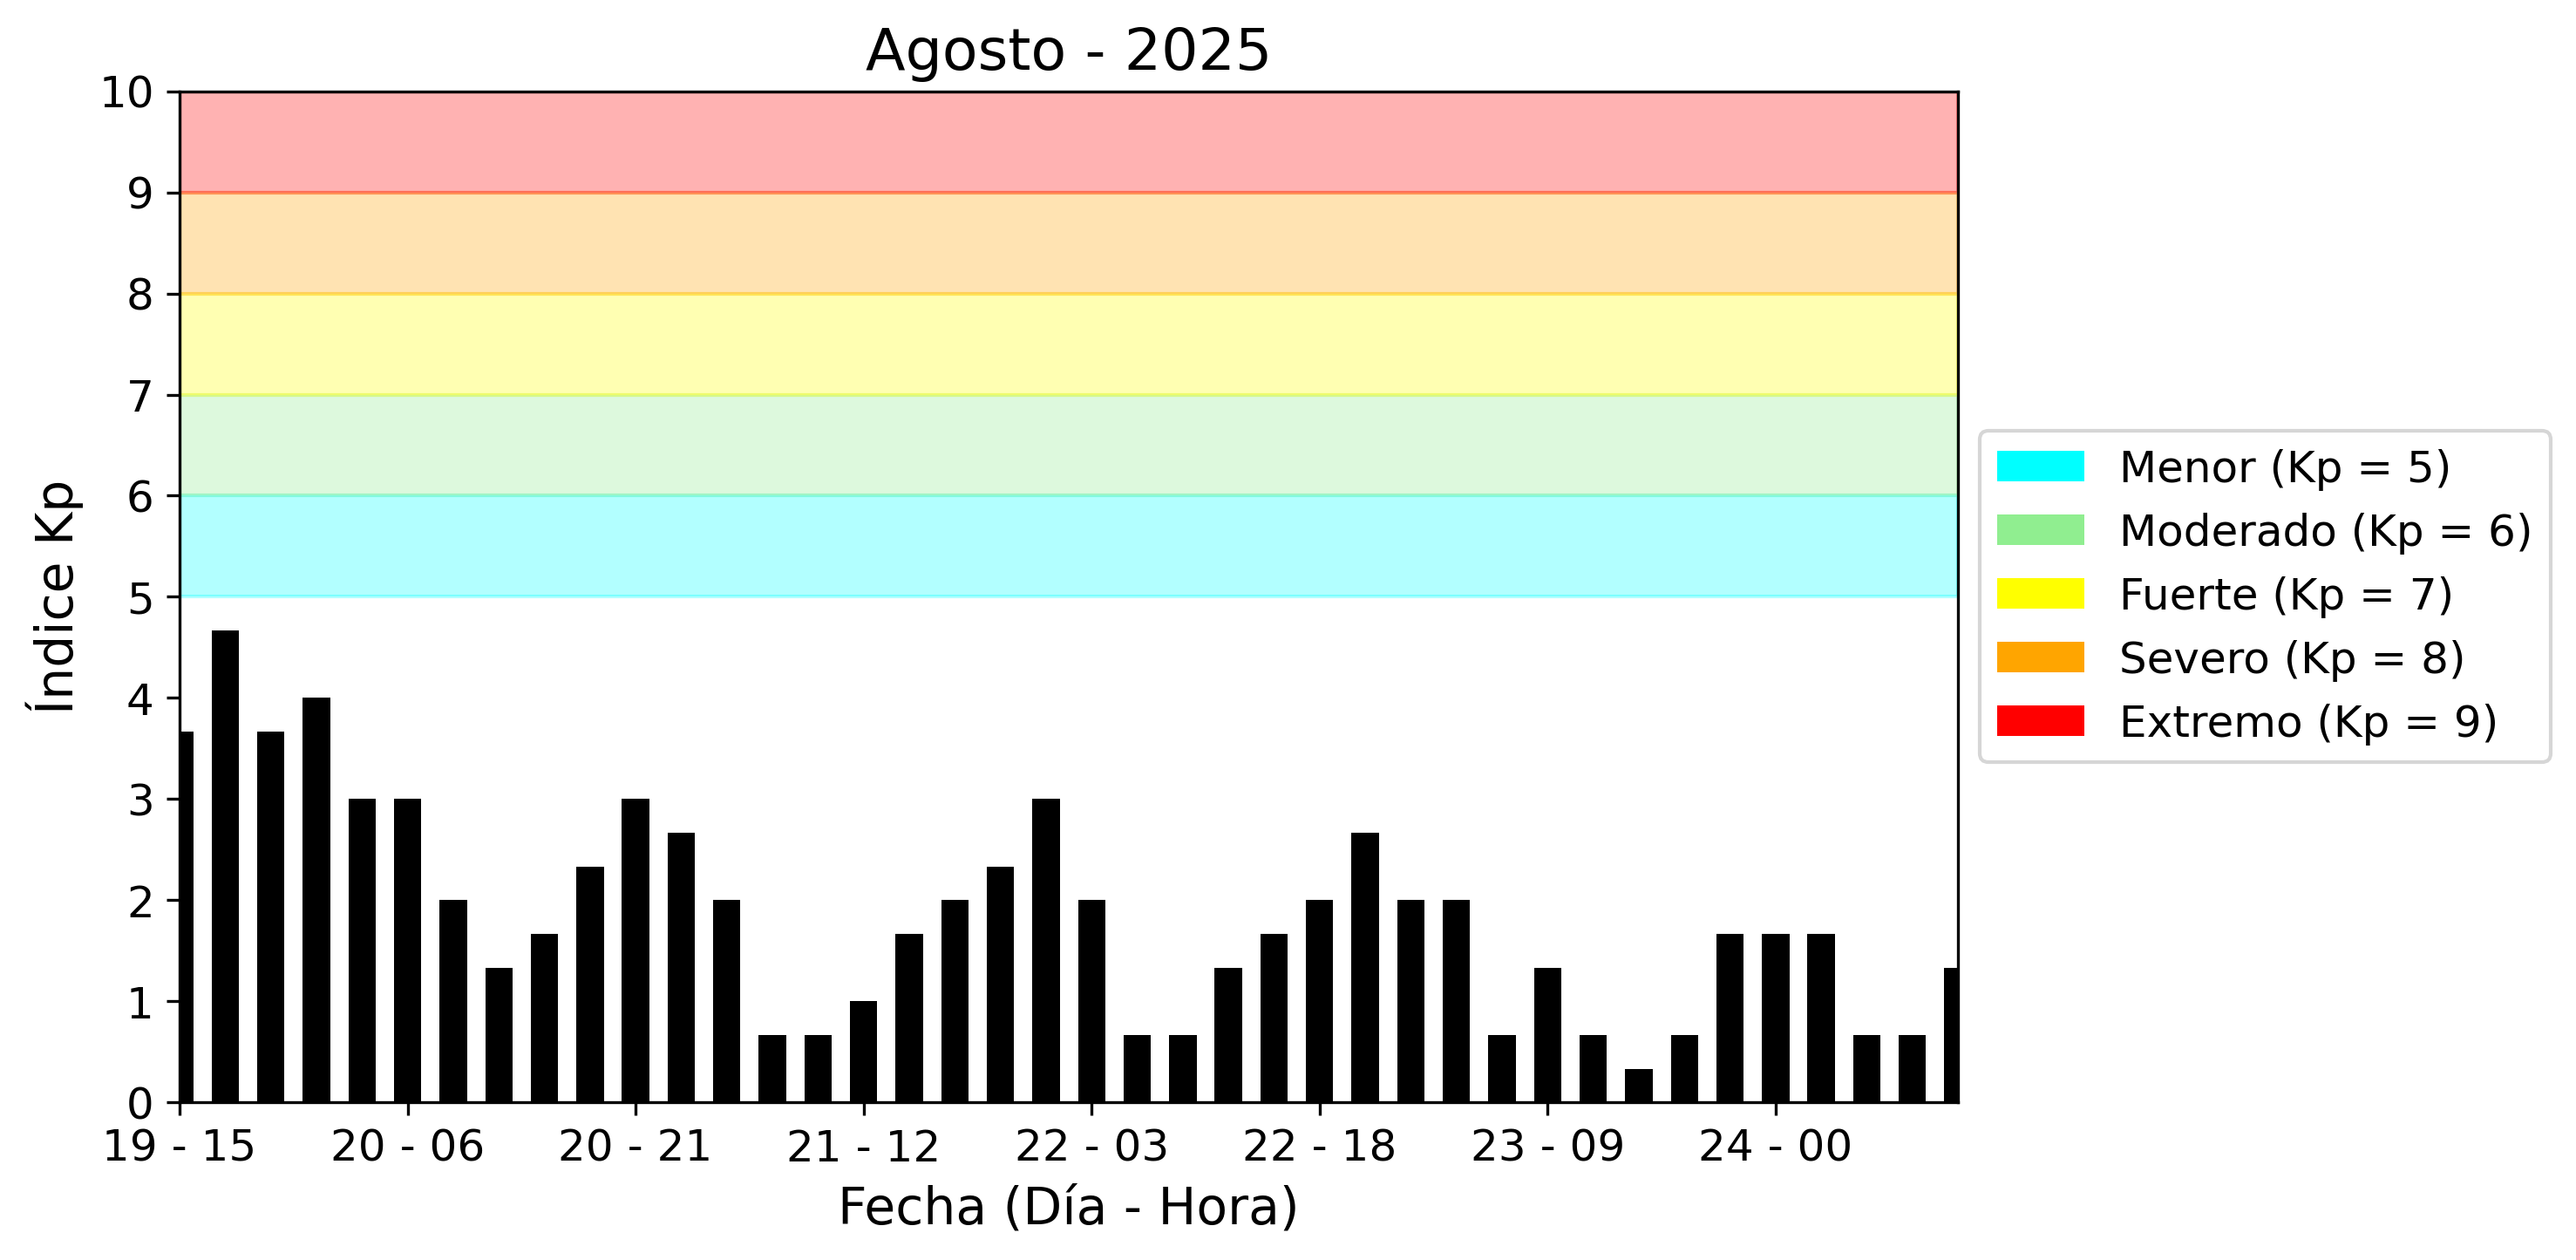 Agosto - 2025
Índice Kp
10
9
8
7
6
5
4
3
2
1
0
19 - 15
20 - 06
20 - 21
21 - 12
22 - 03
22 - 18
23 - 09
24 - 00
Fecha (Día - Hora)
Menor (Kp = 5)
Moderado (Kp = 6)
Fuerte (Kp = 7)
Severo (Kp = 8)
Extremo (Kp = 9)